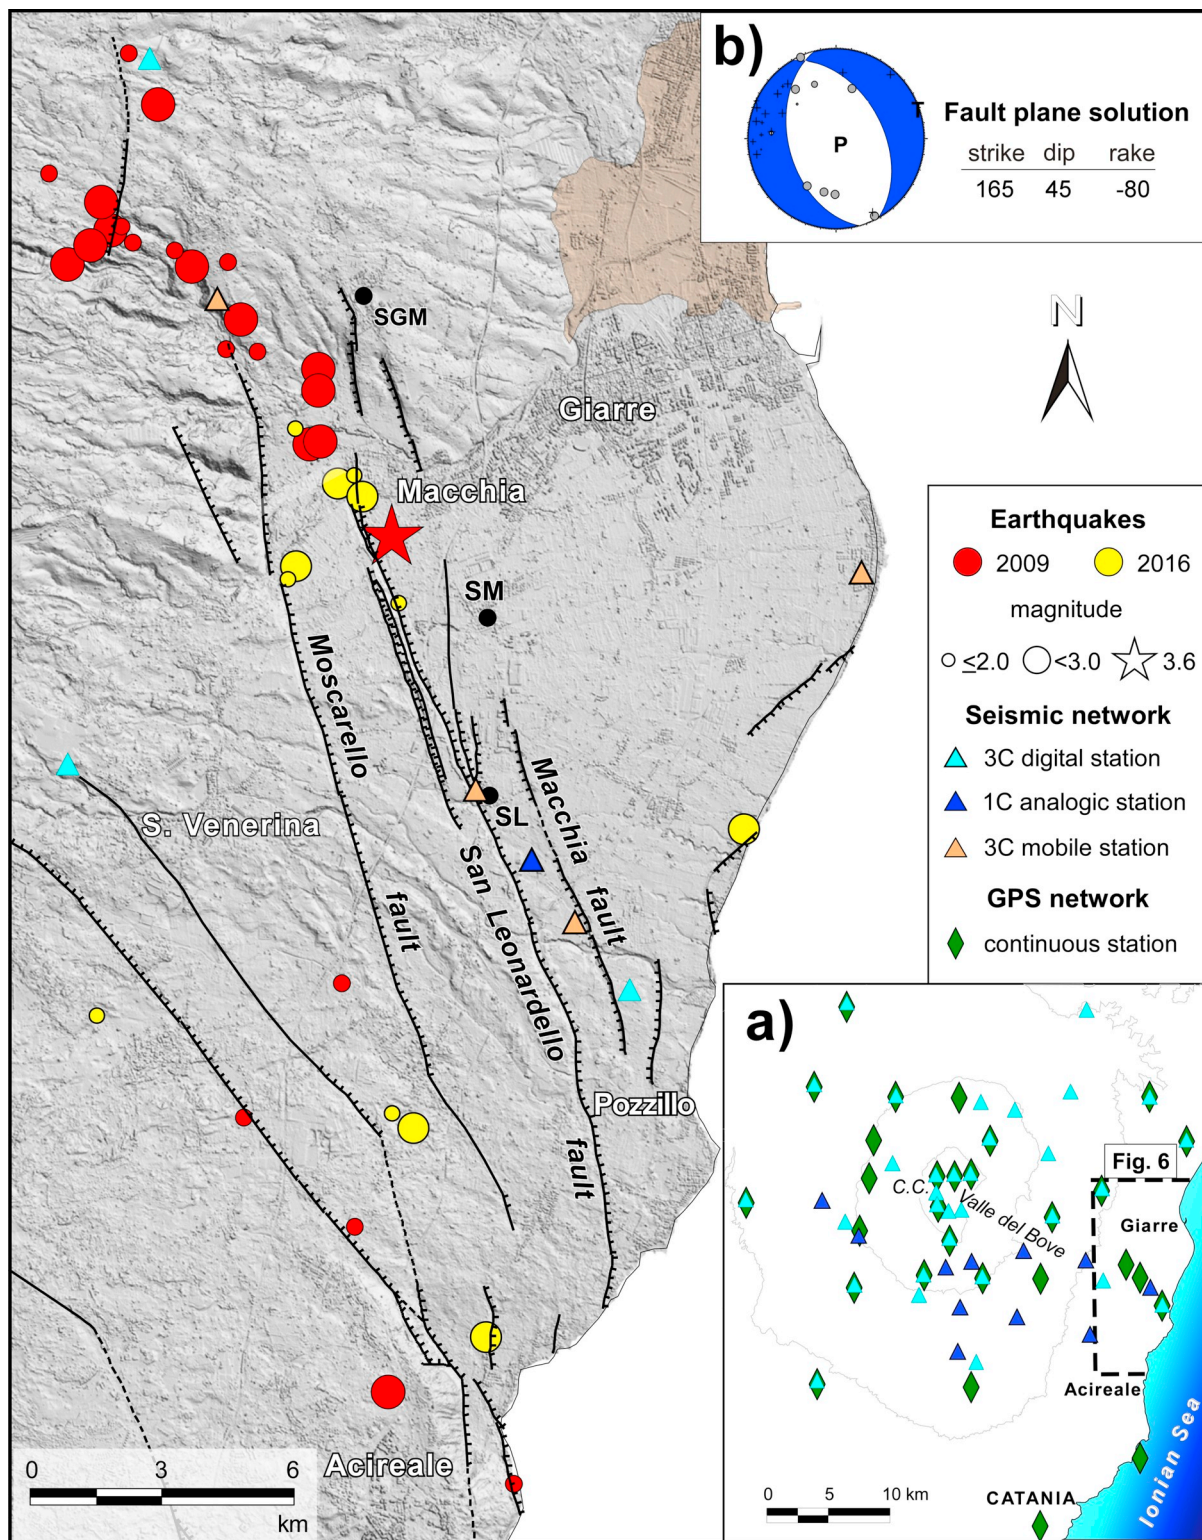 b)
T
P
Fault plane solution
strike dip rake
165 45 -80
N
SGM
Giarre
Macchia
SM
Moscarello
fault
S. Venerina
SL
San Leonardello
fault
Macchia
fault
Pozzillo
Acireale
0 3 6
km
Earthquakes
2009 2016
magnitude
≤2.0 <3.0 3.6
Seismic network
3C digital station
1C analogic station
3C mobile station
GPS network
continuous station
a)
Fig. 6
C.C.
Valle del Bove
Giarre
Acireale
Ionian Sea
CATANIA
0 5 10 km